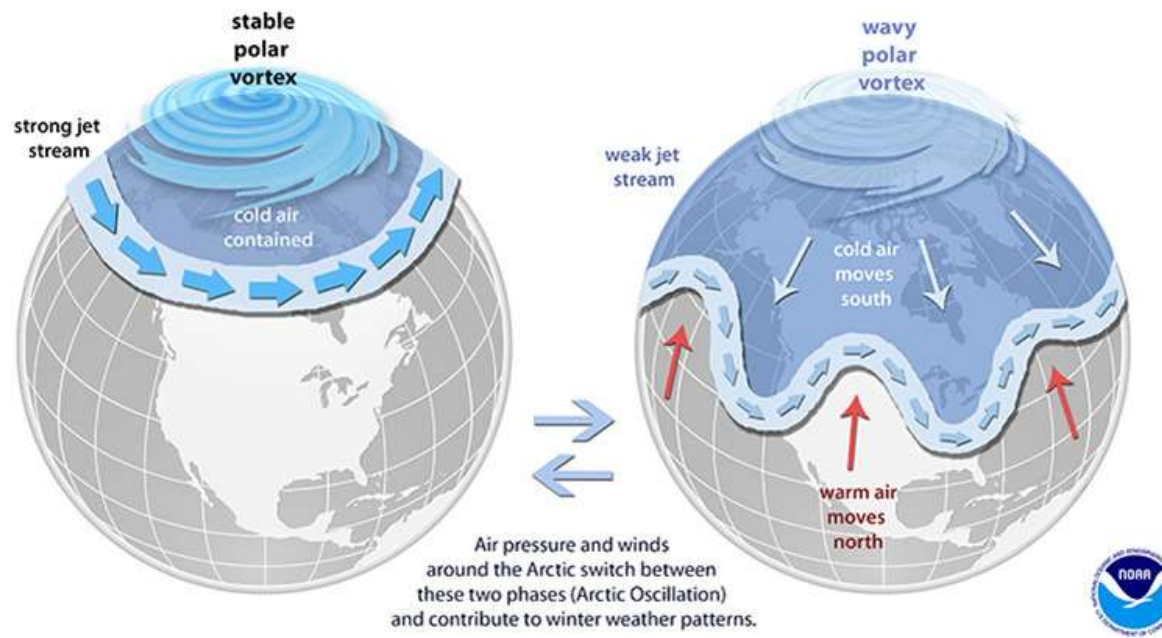 stable
polar
vortex
strong jet
stream
cold air
contained
wavy
polar
vortex
weak jet
stream
cold air
moves
south
warm air
moves
north
Air pressure and winds
around the Arctic switch between
these two phases (Arctic Oscillation)
and contribute to winter weather patterns.
NOAA